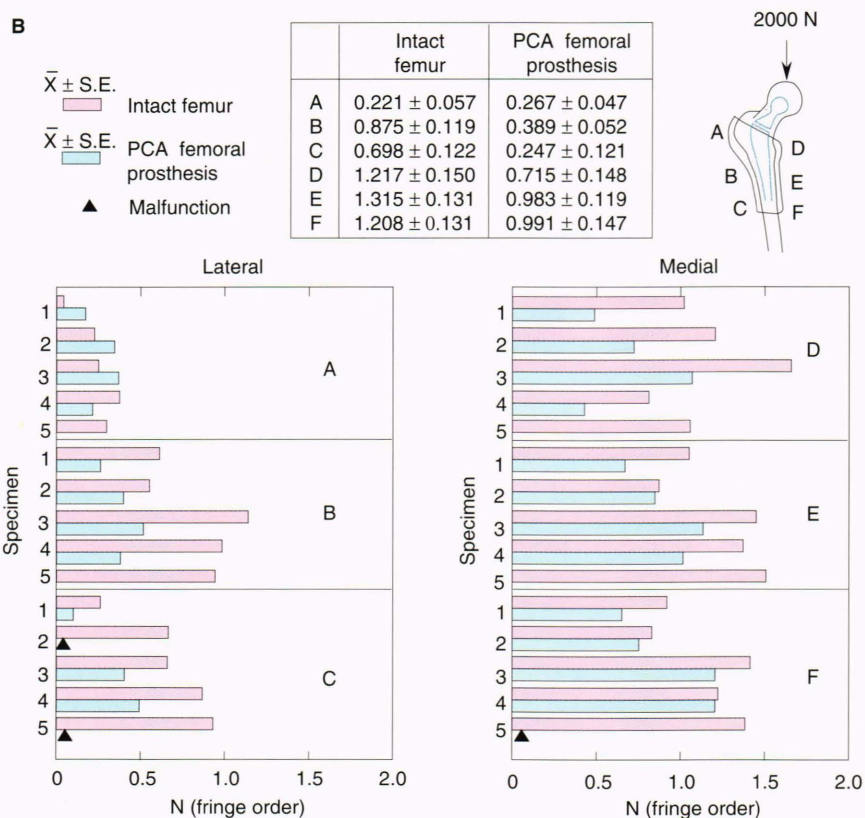 B
X̄ ± S.E.
Intact femur
X̄ ± S.E.
PCA femoral
prosthesis
Malfunction
Intact femur PCA femoral prosthesis
A 0.221 ± 0.057 0.267 ± 0.047
B 0.875 ± 0.119 0.389 ± 0.052
C 0.698 ± 0.122 0.247 ± 0.121
D 1.217 ± 0.150 0.715 ± 0.148
E 1.315 ± 0.131 0.983 ± 0.119
F 1.208 ± 0.131 0.991 ± 0.147
2000 N
A
D
B
E
C
F
Lateral
Specimen
1
2
3
4
5
A
1
2
3
4
5
B
1
2
3
4
5
C
0 0.5 1.0 1.5 2.0
N (fringe order)
Medial
Specimen
1
2
3
4
5
D
1
2
3
4
5
E
1
2
3
4
5
F
0 0.5 1.0 1.5 2.0
N (fringe order)